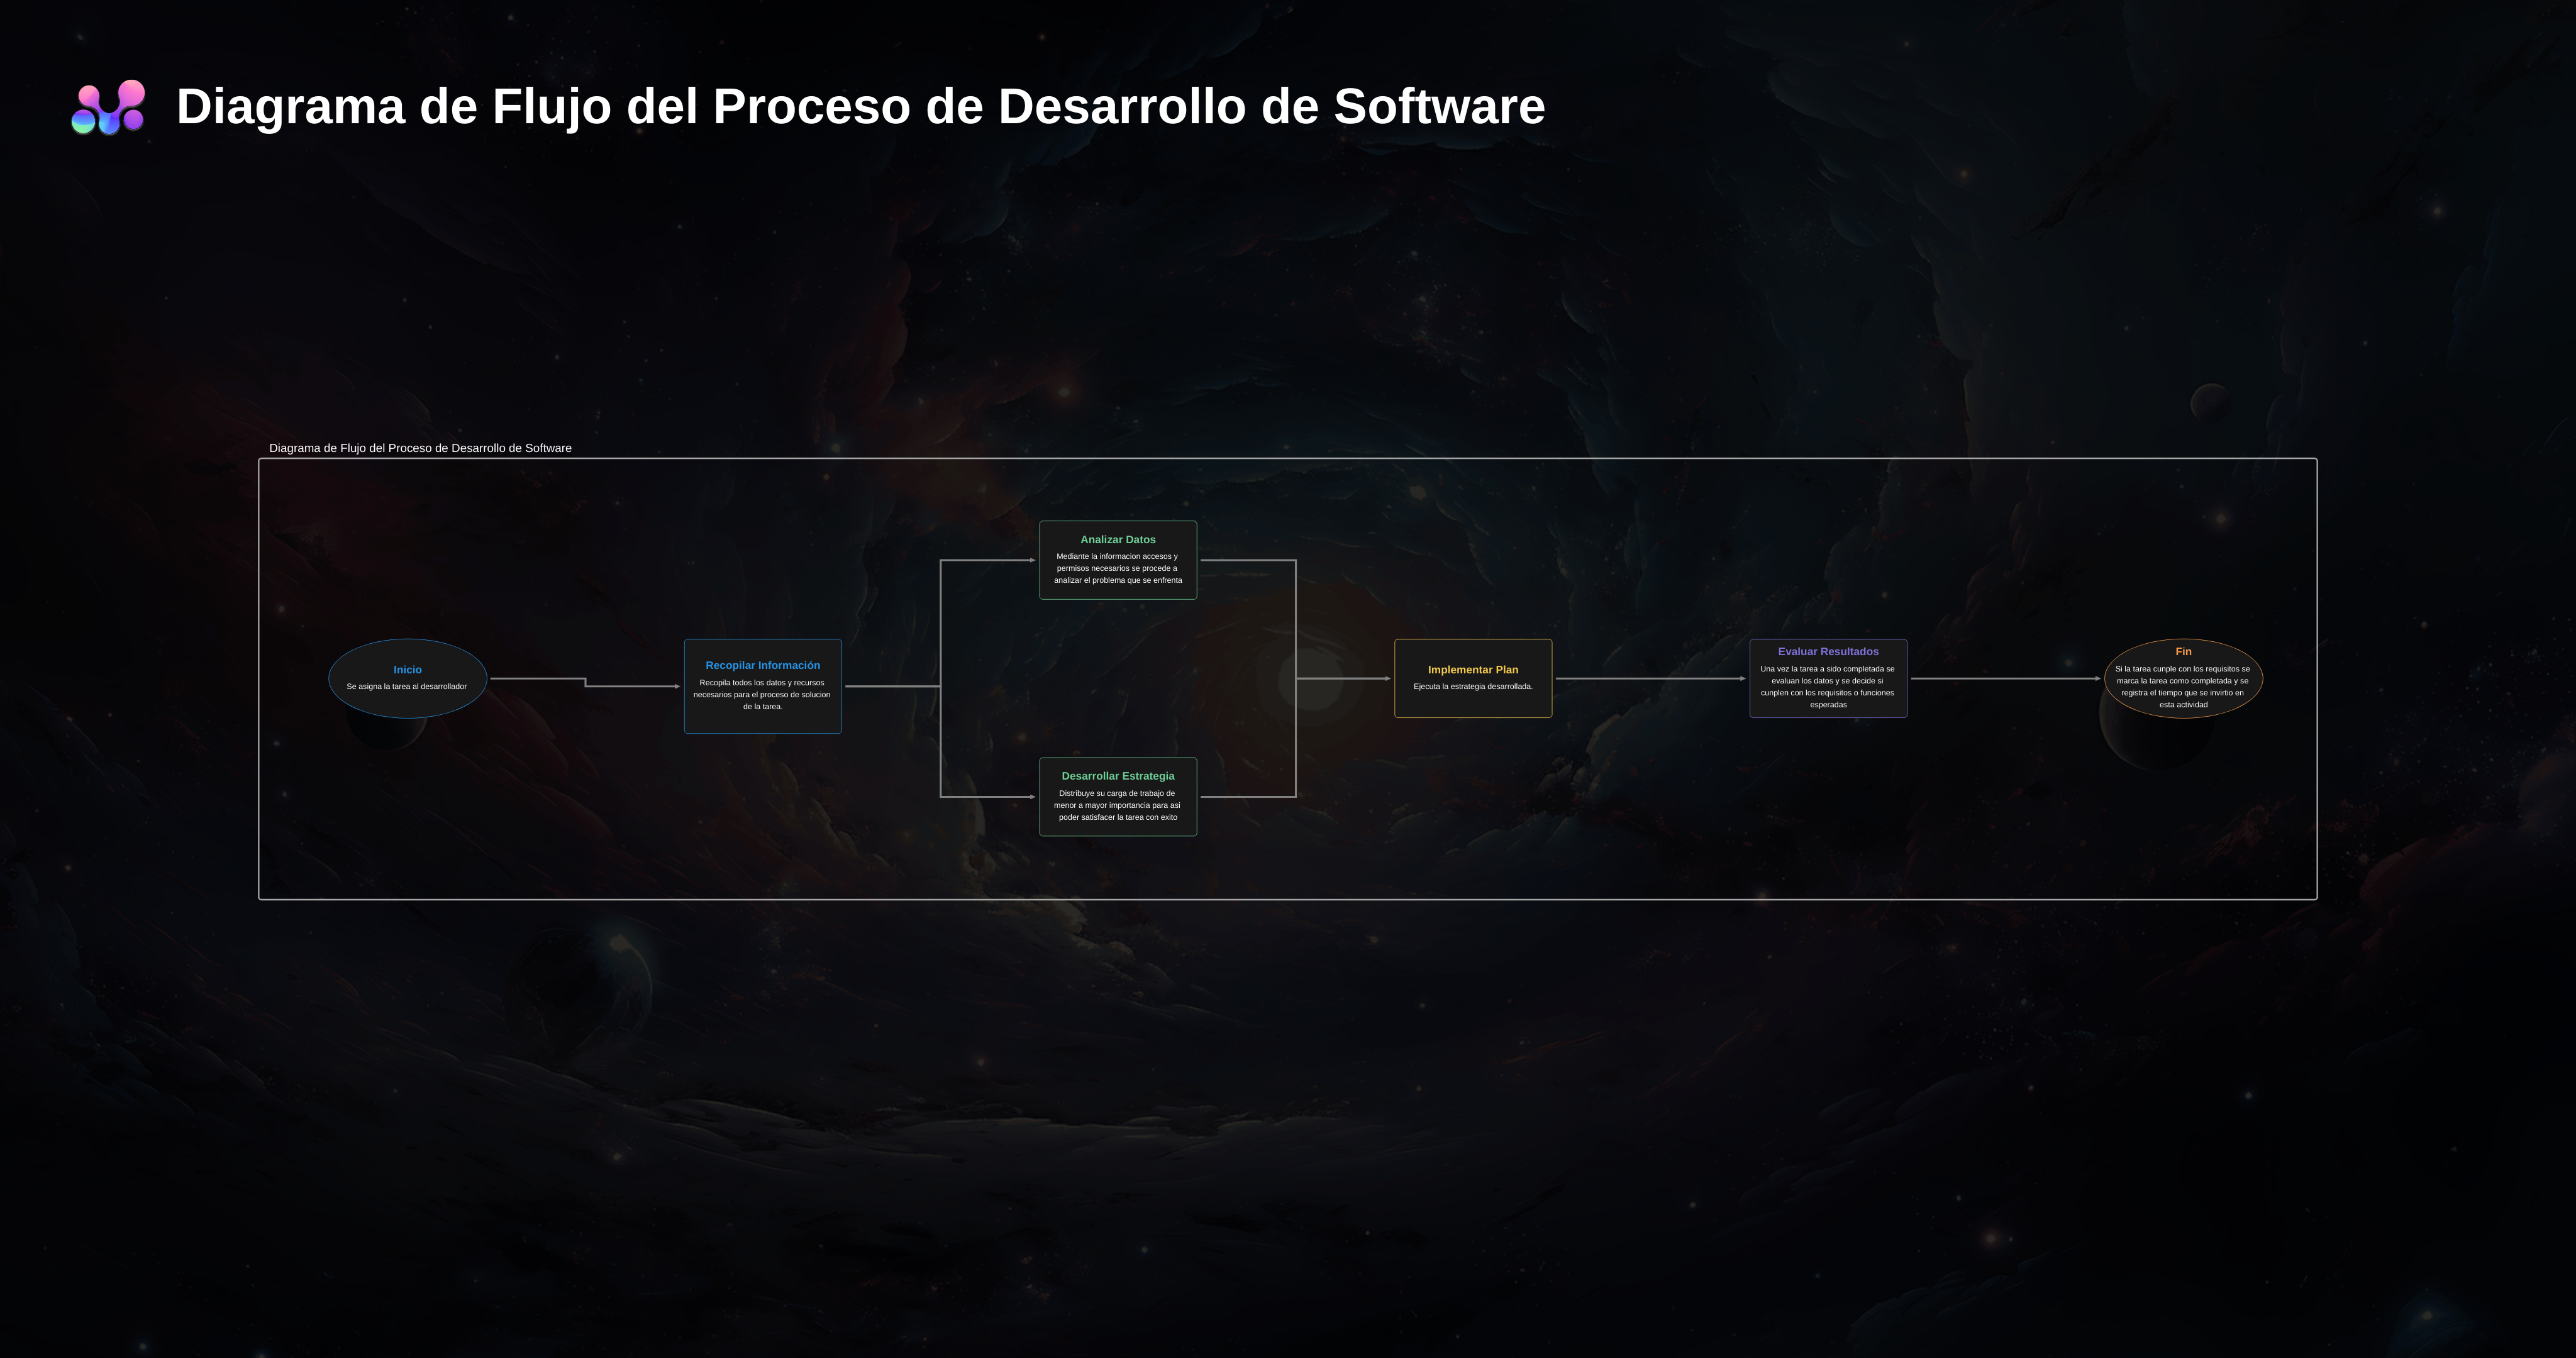 Diagrama de Flujo del Proceso de Desarrollo de Software
Diagrama de Flujo del Proceso de Desarrollo de Software
Inicio
Se asigna la tarea al desarrollador
Recopilar Información
Recopila todos los datos y recursos
necesarios para el proceso de solucion
de la tarea.
Analizar Datos
Mediante la informacion accesos y
permisos necesarios se procede a
analizar el problema que se enfrenta
Desarrollar Estrategia
Distribuye su carga de trabajo de
menor a mayor importancia para asi
poder satisfacer la tarea con exito
Implementar Plan
Ejecuta la estrategia desarrollada.
Evaluar Resultados
Una vez la tarea a sido completada se
evaluan los datos y se decide si
cunplen con los requisitos o funciones
esperadas
Fin
Si la tarea cunple con los requisitos se
marca la tarea como completada y se
registra el tiempo que se invirtio en
esta actividad